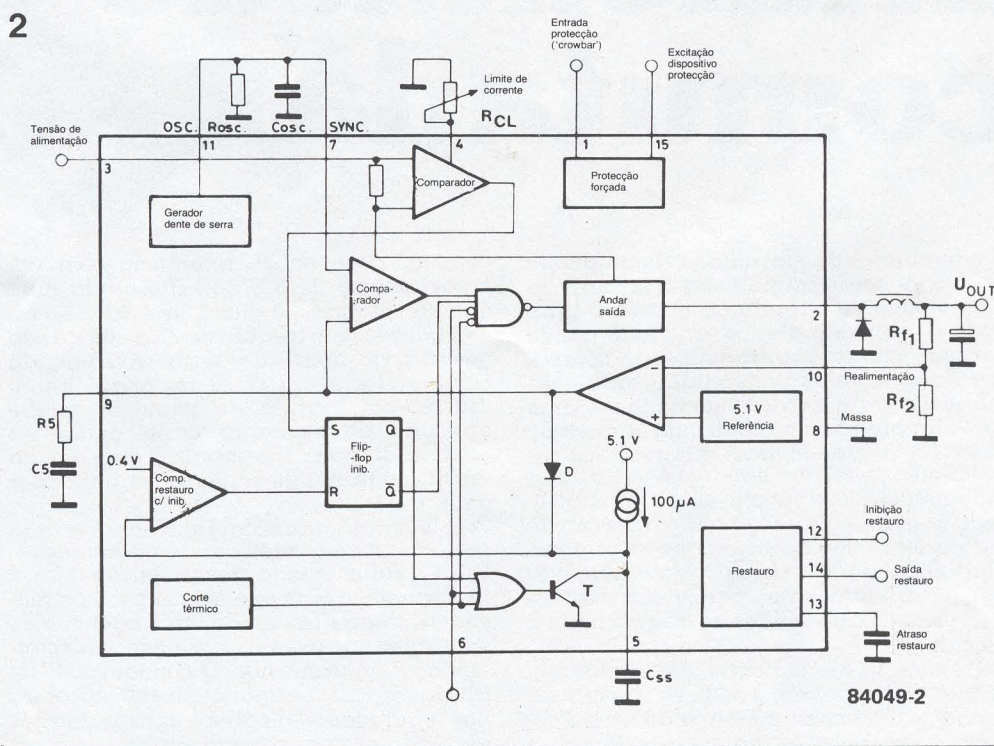 2
Entrada
protecção
('crowbar')
Excitação
dispositivo
protecção
Limite de
corrente
RCL
Tensão de
alimentação
OSC. Rosc. Cosc. SYNC.
3
11
7
4
1
15
Gerador
dente de serra
Comparador
Protecção
forçada
Compa-
rador
Andar
saída
2
UOUT
Rf1
10
Realimentação
Rf2
9
R5
C5
−
+
5.1 V
Referência
8
Massa
S Q
Flip-
-flop
inib.
R Q̅
0.4 V
Comp.
restauro
c/ inib.
+
D
5.1 V
100µA
12
Inibição
restauro
Restauro
14
Saída
restauro
13
Atraso
restauro
Corte
térmico
T
6
5
Css
84049-2